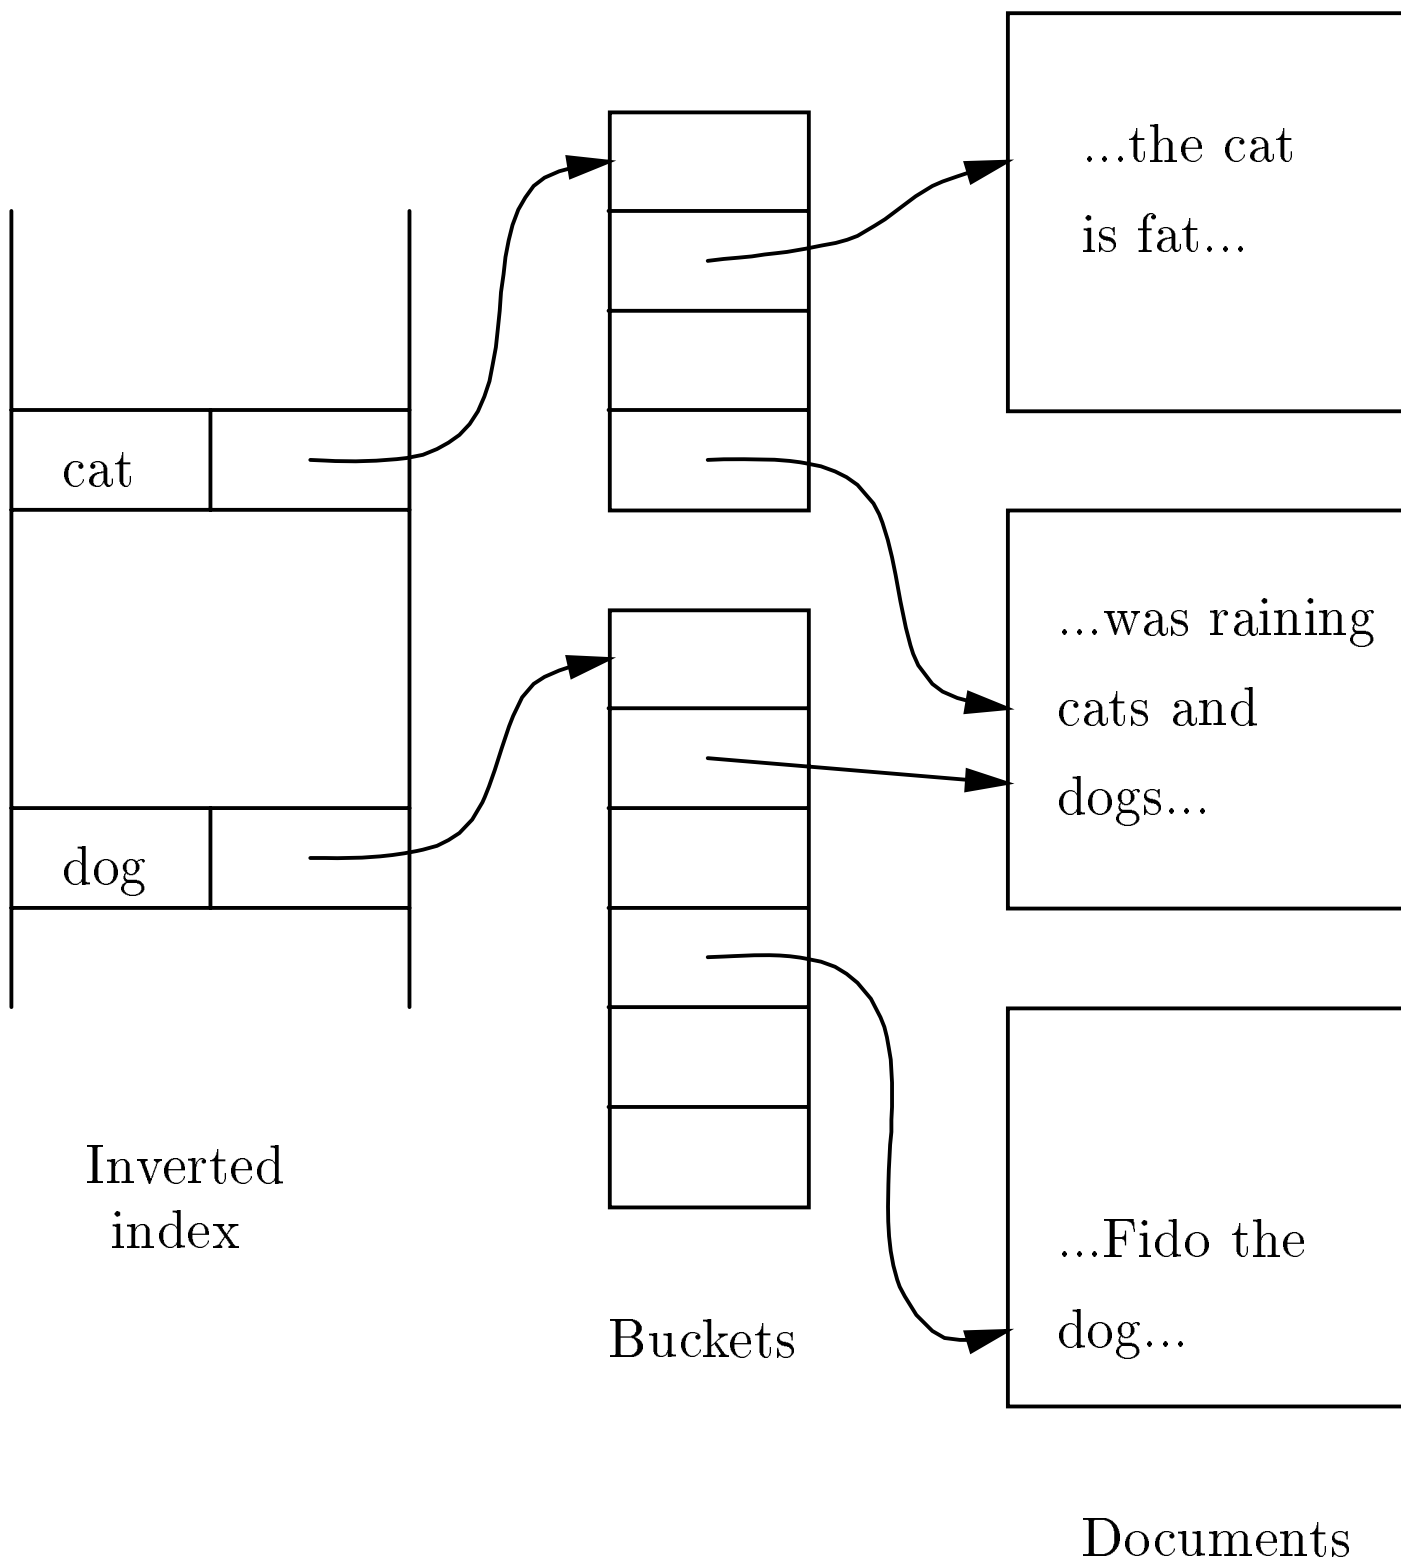 cat
dog
Inverted
index
Buckets
...the cat
is fat...
...was raining
cats and
dogs...
...Fido the
dog...
Documents